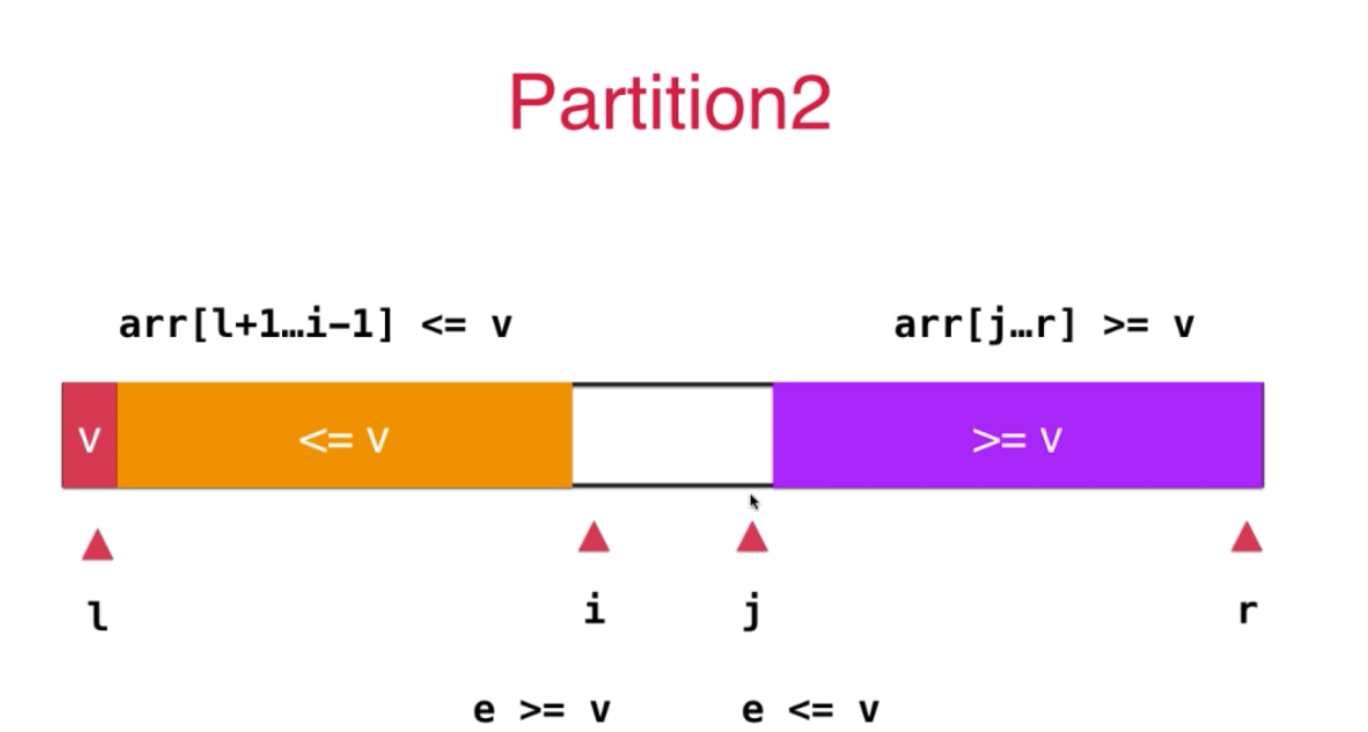 Partition2
arr[l+1…i-1] <= v
arr[j…r] >= v
v
<= v
>= v
l
i
j
r
e >= v
e <= v